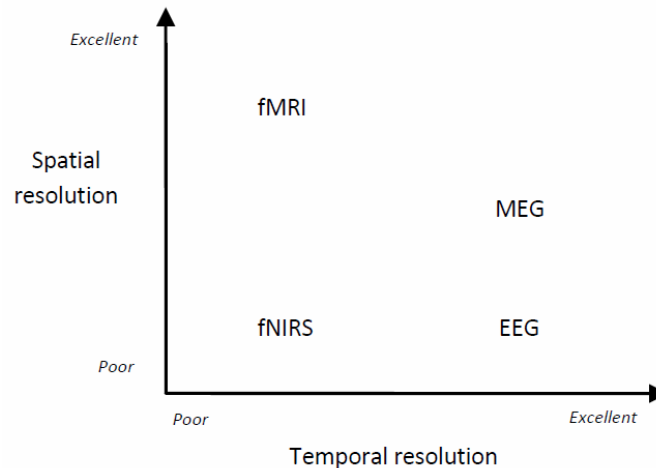 Excellent
fMRI
Spatial
resolution
MEG
fNIRS
EEG
Poor
Poor
Excellent
Temporal resolution